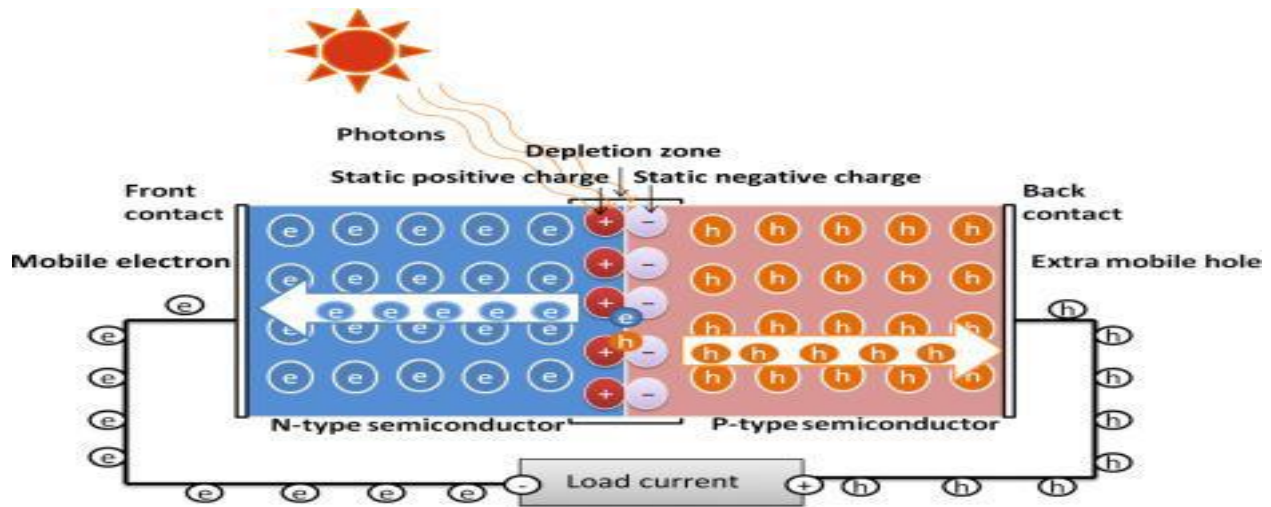 Photons
Depletion zone
Static positive charge
Static negative charge
Front
contact
Back
contact
Mobile electron
Extra mobile hole
e e e e e + - h h h h h
e e e e e + - h h h h h
e e e e e e + - h
e e e e e e h h h h h h
h + - h h h h h
e e e e e e h h h h h h
e e + - h
N-type semiconductor
P-type semiconductor
e h
e h
- Load current +
e e e e h h h